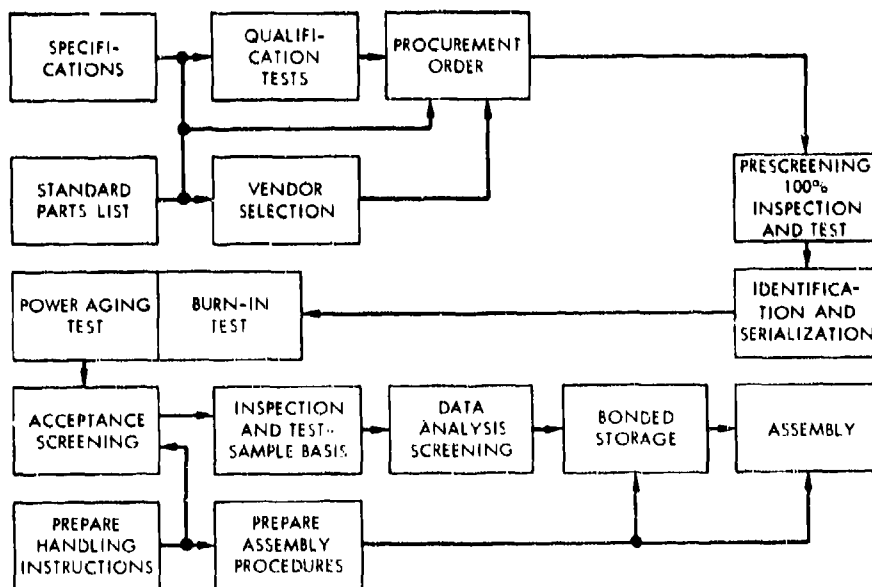 SPECIFI-
CATIONS
QUALIFI-
CATION
TESTS
PROCUREMENT
ORDER
STANDARD
PARTS LIST
VENDOR
SELECTION
PRESCREENING
100%
INSPECTION
AND TEST
POWER AGING
TEST
BURN-IN
TEST
IDENTIFICA-
TION AND
SERIALIZATION
ACCEPTANCE
SCREENING
INSPECTION
AND TEST-
SAMPLE BASIS
DATA
ANALYSIS
SCREENING
BONDED
STORAGE
ASSEMBLY
PREPARE
HANDLING
INSTRUCTIONS
PREPARE
ASSEMBLY
PROCEDURES